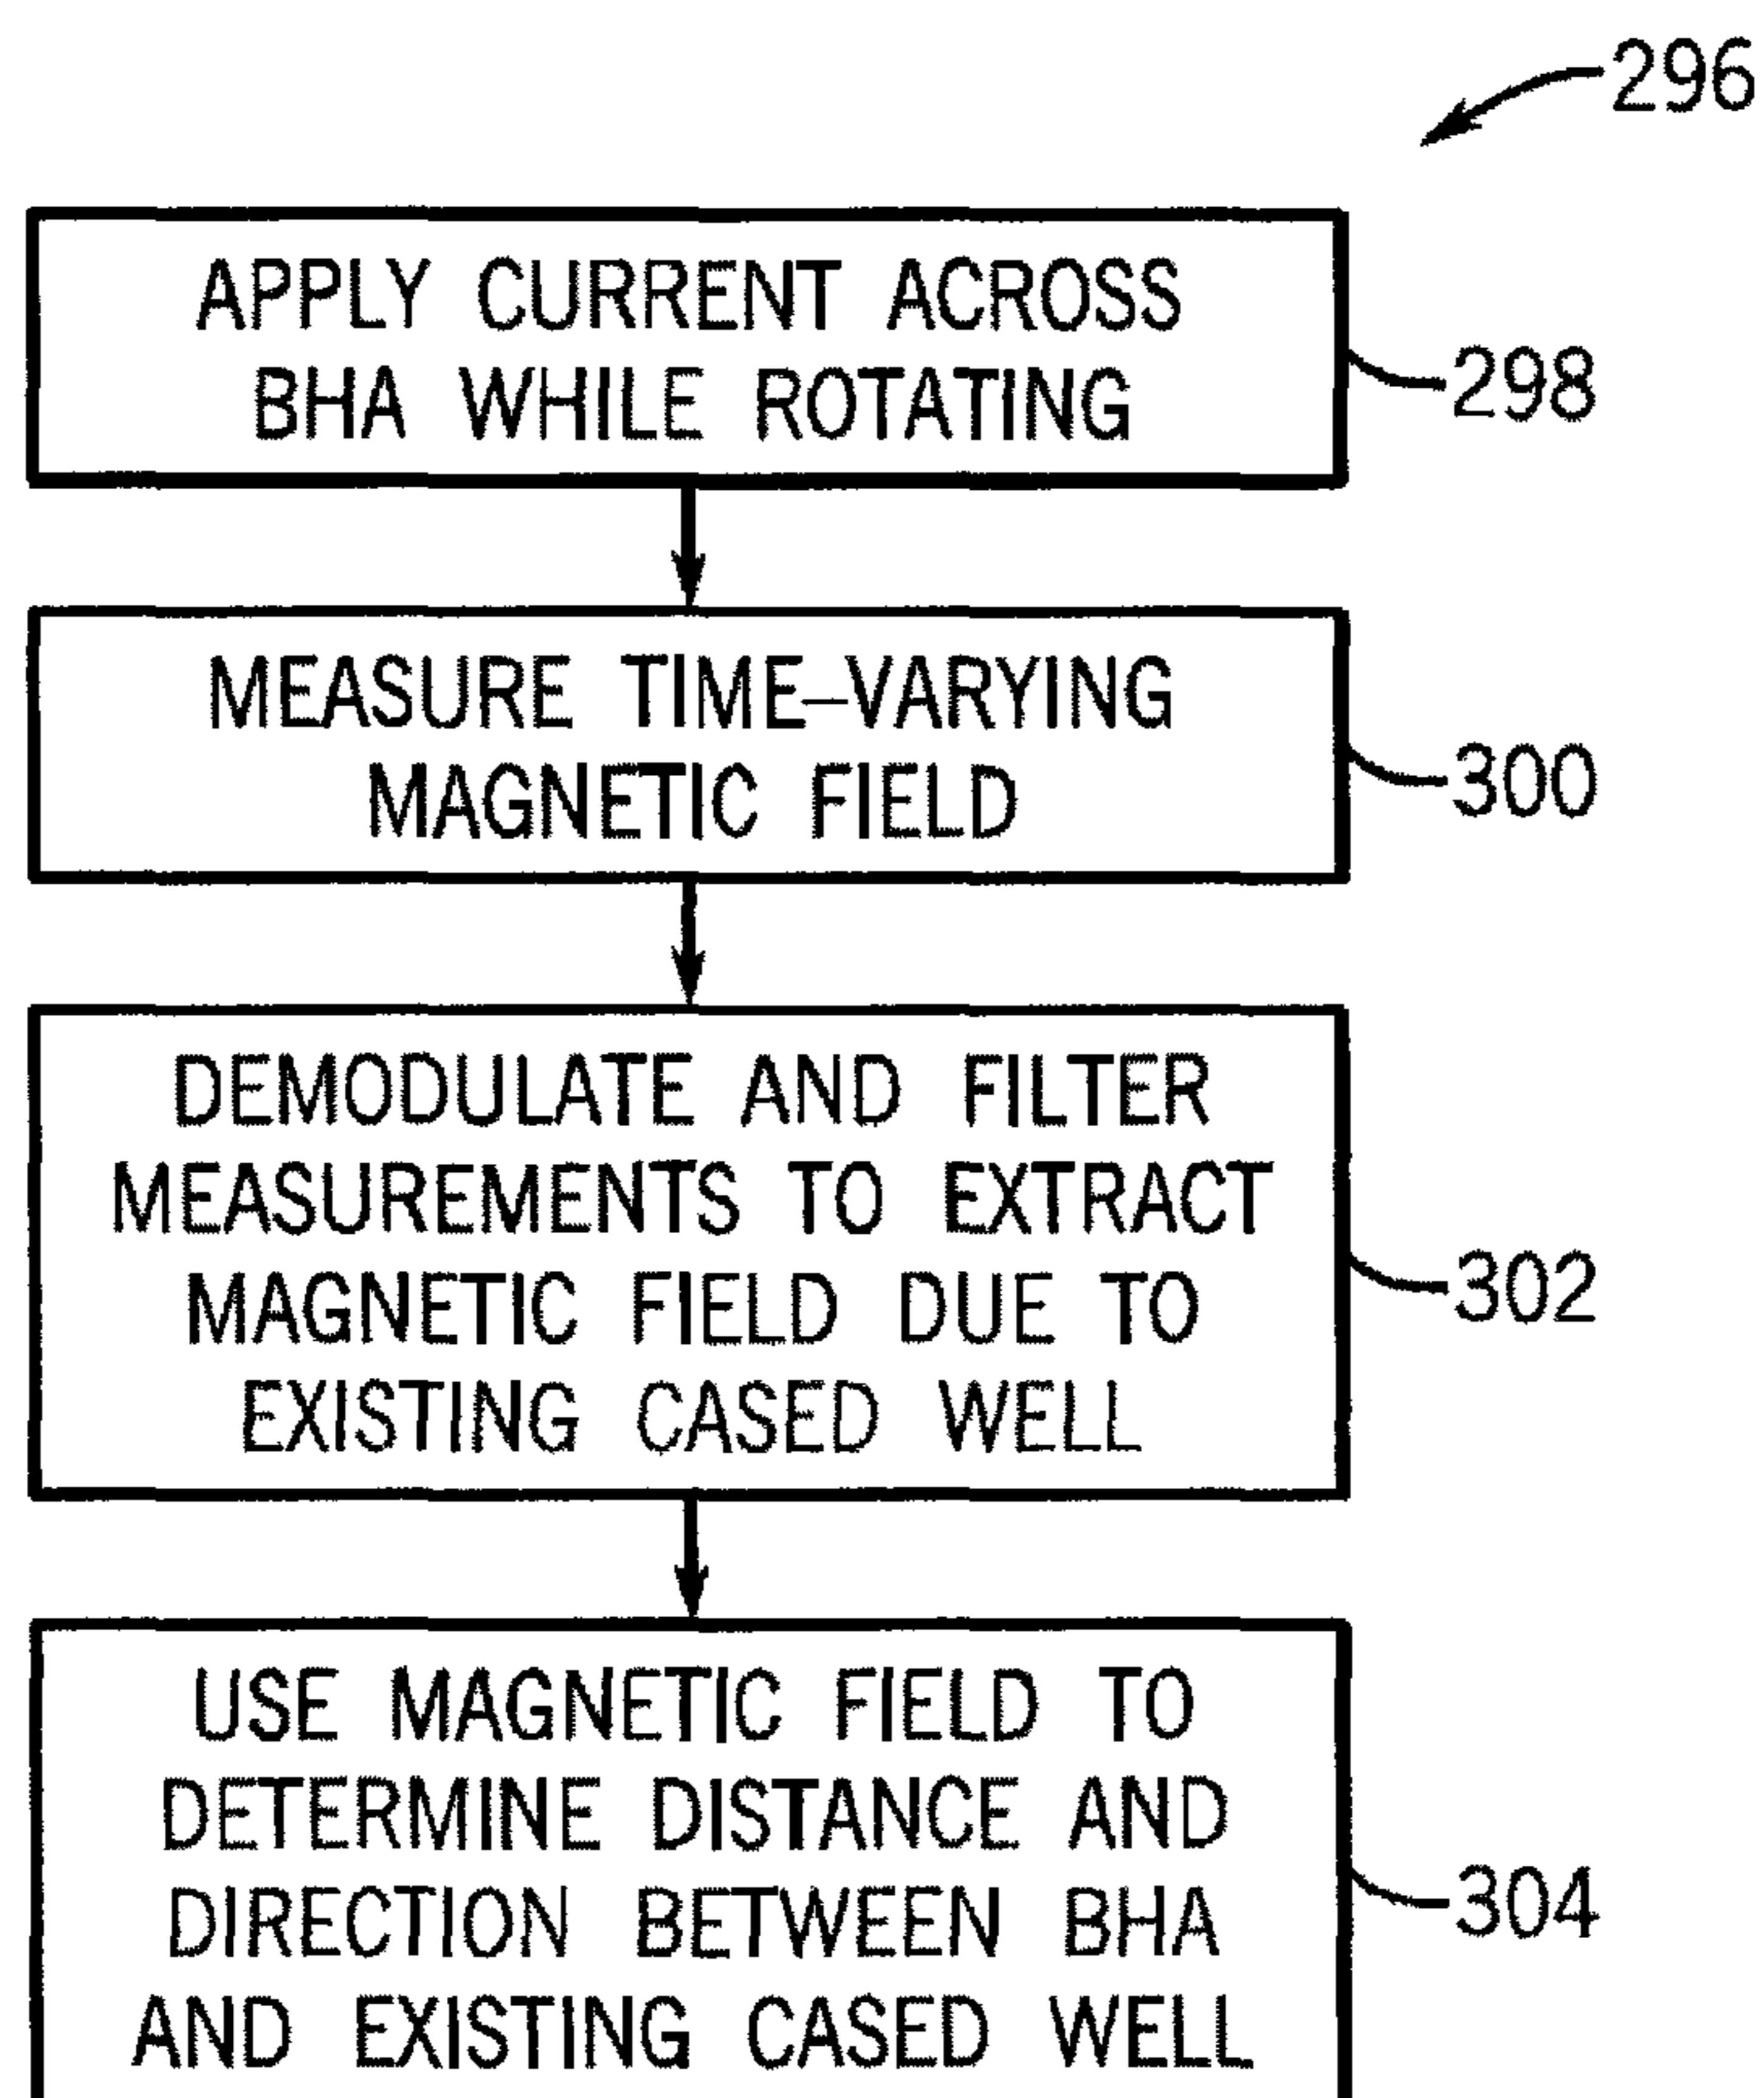 296
APPLY CURRENT ACROSS
BHA WHILE ROTATING
298
MEASURE TIME–VARYING
MAGNETIC FIELD
300
DEMODULATE AND FILTER
MEASUREMENTS TO EXTRACT
MAGNETIC FIELD DUE TO
EXISTING CASED WELL
302
USE MAGNETIC FIELD TO
DETERMINE DISTANCE AND
DIRECTION BETWEEN BHA
AND EXISTING CASED WELL
304